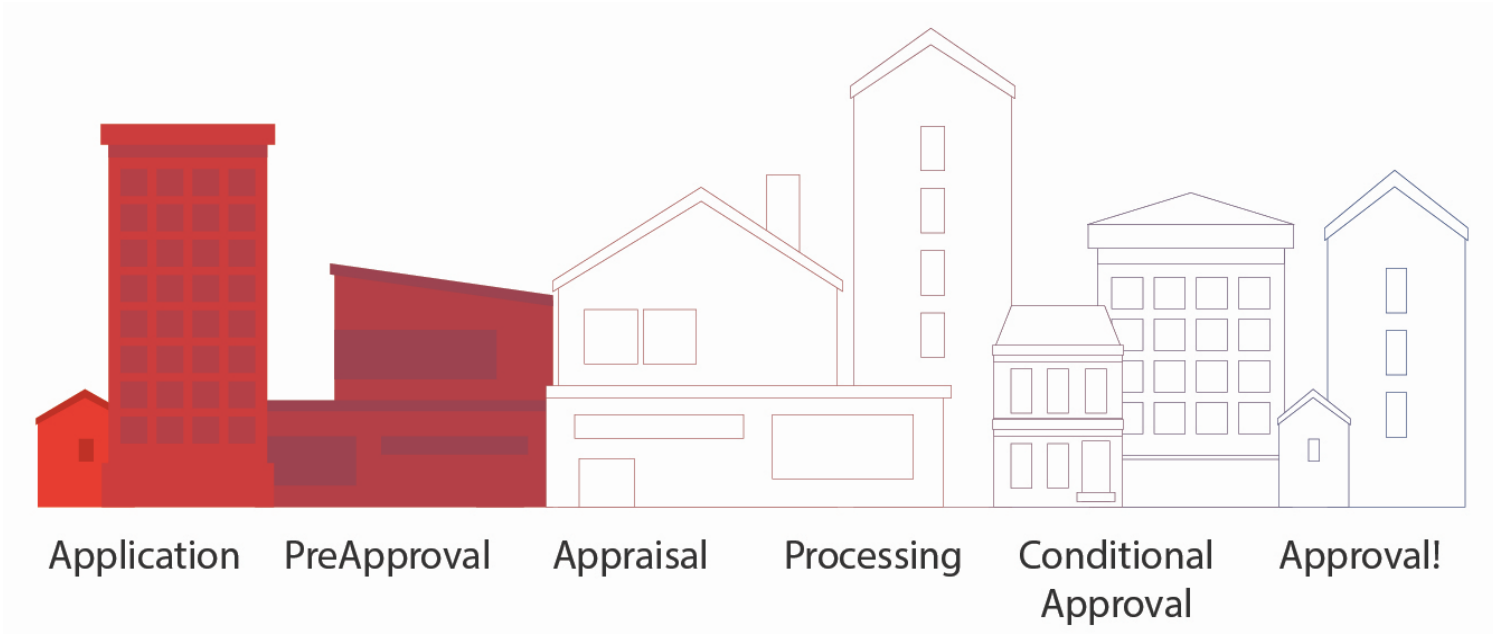 Application
PreApproval
Appraisal
Processing
Conditional
Approval
Approval!